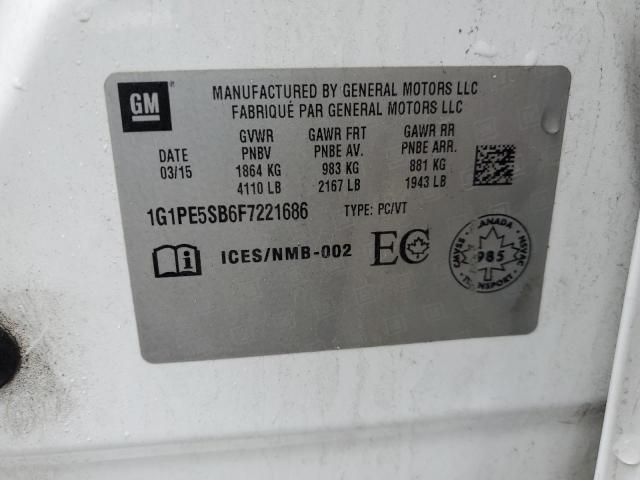 GM
MANUFACTURED BY GENERAL MOTORS LLC
FABRIQUÉ PAR GENERAL MOTORS LLC
DATE
03/15
GVWR
PNBV
1864 KG
4110 LB
GAWR FRT
PNBE AV.
983 KG
2167 LB
GAWR RR
PNBE ARR.
881 KG
1943 LB
1G1PE5SB6F7221686 TYPE: PC/VT
i ICES/NMB-002 EC
CANADA
CMVSS NSVAC
985
TRANSPORT